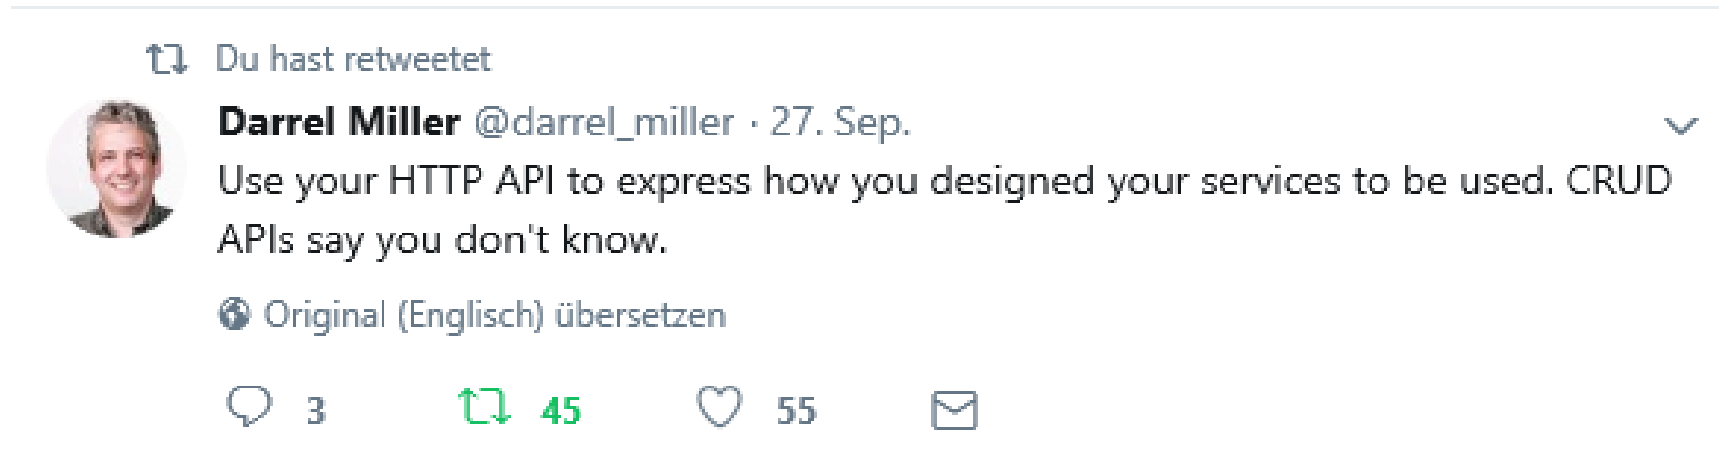 Du hast retweetet
Darrel Miller @darrel_miller · 27. Sep.
Use your HTTP API to express how you designed your services to be used. CRUD
APIs say you don't know.
Original (Englisch) übersetzen
3 45 55